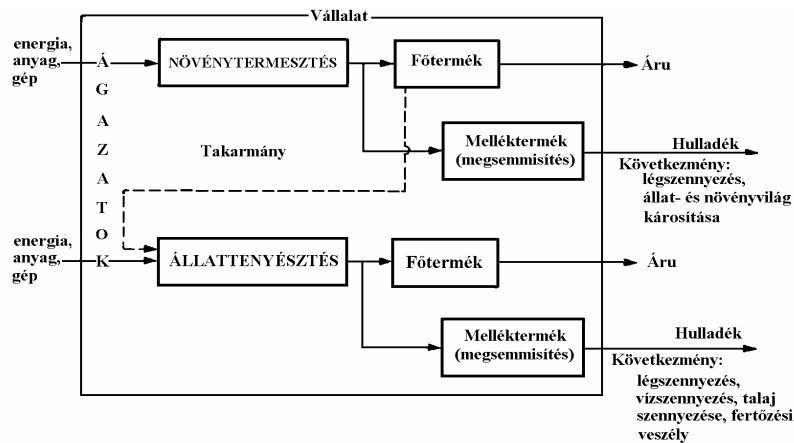 Vállalat
energia,
anyag,
gép
ÁGAZATOK
NÖVÉNYTERMESZTÉS
Főtermék
Áru
Melléktermék
(megsemmisítés)
Hulladék
Következmény:
légszennyezés,
állat- és növényvilág
károsítása
Takarmány
energia,
anyag,
gép
ÁLLATTENYÉSZTÉS
Főtermék
Áru
Melléktermék
(megsemmisítés)
Hulladék
Következmény:
légszennyezés,
vízszennyezés, talaj
szennyezése, fertőzési
veszély